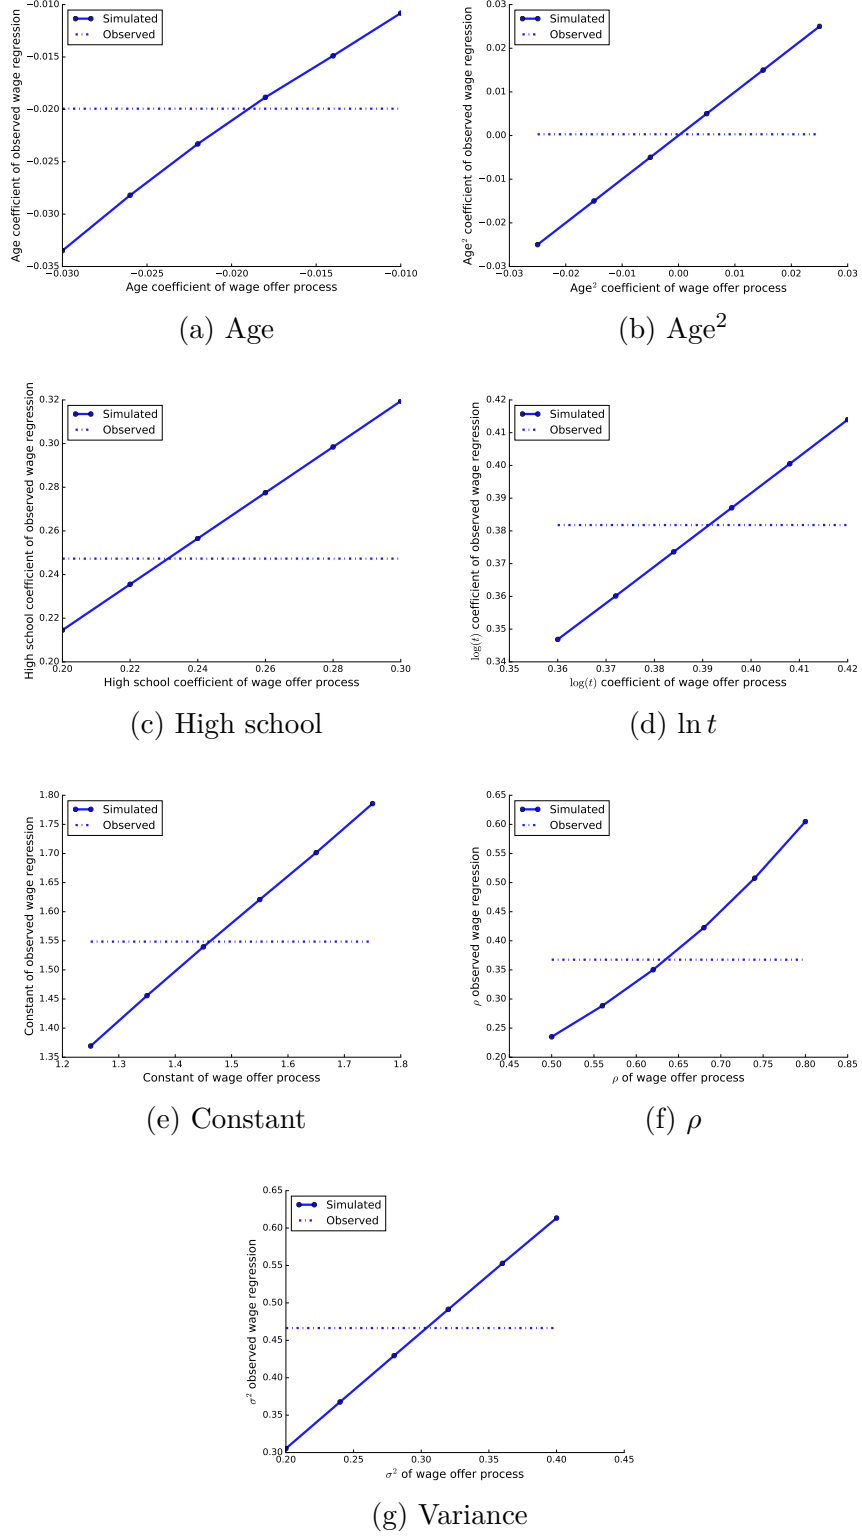 Age coefficient of observed wage regression
−0.010
−0.015
−0.020
−0.025
−0.030
−0.035
Simulated
Observed
−0.030 −0.025 −0.020 −0.015 −0.010
Age coefficient of wage offer process
(a) Age
Age² coefficient of observed wage regression
0.03
0.02
0.01
0.00
−0.01
−0.02
−0.03
Simulated
Observed
−0.03 −0.02 −0.01 0.00 0.01 0.02 0.03
Age² coefficient of wage offer process
(b) Age²
High school coefficient of observed wage regression
0.32
0.30
0.28
0.26
0.24
0.22
0.20
Simulated
Observed
0.20 0.22 0.24 0.26 0.28 0.30
High school coefficient of wage offer process
(c) High school
log(t) coefficient of observed wage regression
0.42
0.41
0.40
0.39
0.38
0.37
0.36
0.35
0.34
Simulated
Observed
0.35 0.36 0.37 0.38 0.39 0.40 0.41 0.42
log(t) coefficient of wage offer process
(d) ln t
Constant of observed wage regression
1.80
1.75
1.70
1.65
1.60
1.55
1.50
1.45
1.40
1.35
Simulated
Observed
1.2 1.3 1.4 1.5 1.6 1.7 1.8
Constant of wage offer process
(e) Constant
ρ observed wage regression
0.65
0.60
0.55
0.50
0.45
0.40
0.35
0.30
0.25
0.20
Simulated
Observed
0.45 0.50 0.55 0.60 0.65 0.70 0.75 0.80 0.85
ρ of wage offer process
(f) ρ
σ² observed wage regression
0.65
0.60
0.55
0.50
0.45
0.40
0.35
0.30
Simulated
Observed
0.20 0.25 0.30 0.35 0.40 0.45
σ² of wage offer process
(g) Variance